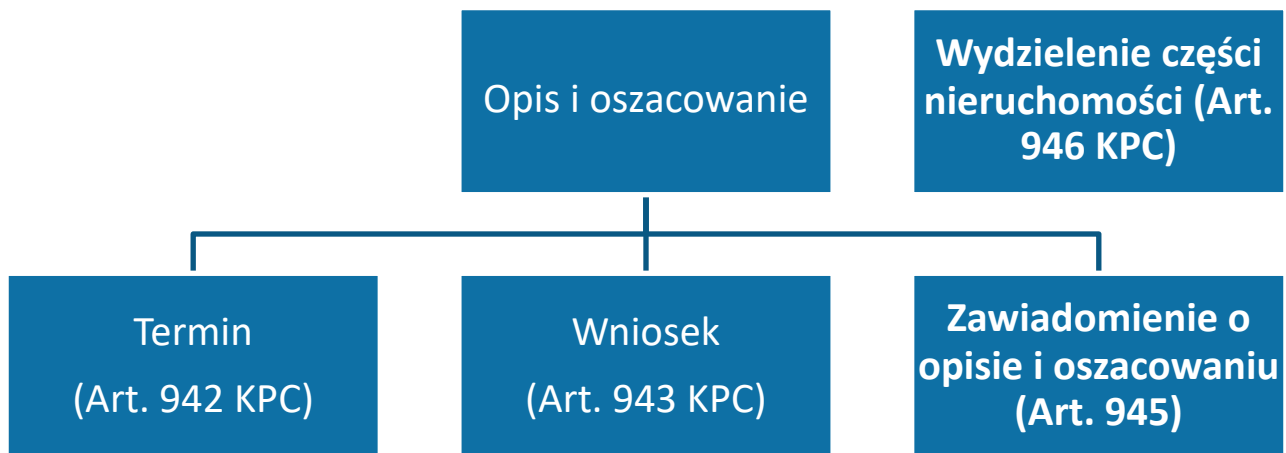 Opis i oszacowanie
Wydzielenie części
nieruchomości (Art.
946 KPC)
Termin
(Art. 942 KPC)
Wniosek
(Art. 943 KPC)
Zawiadomienie o
opisie i oszacowaniu
(Art. 945)